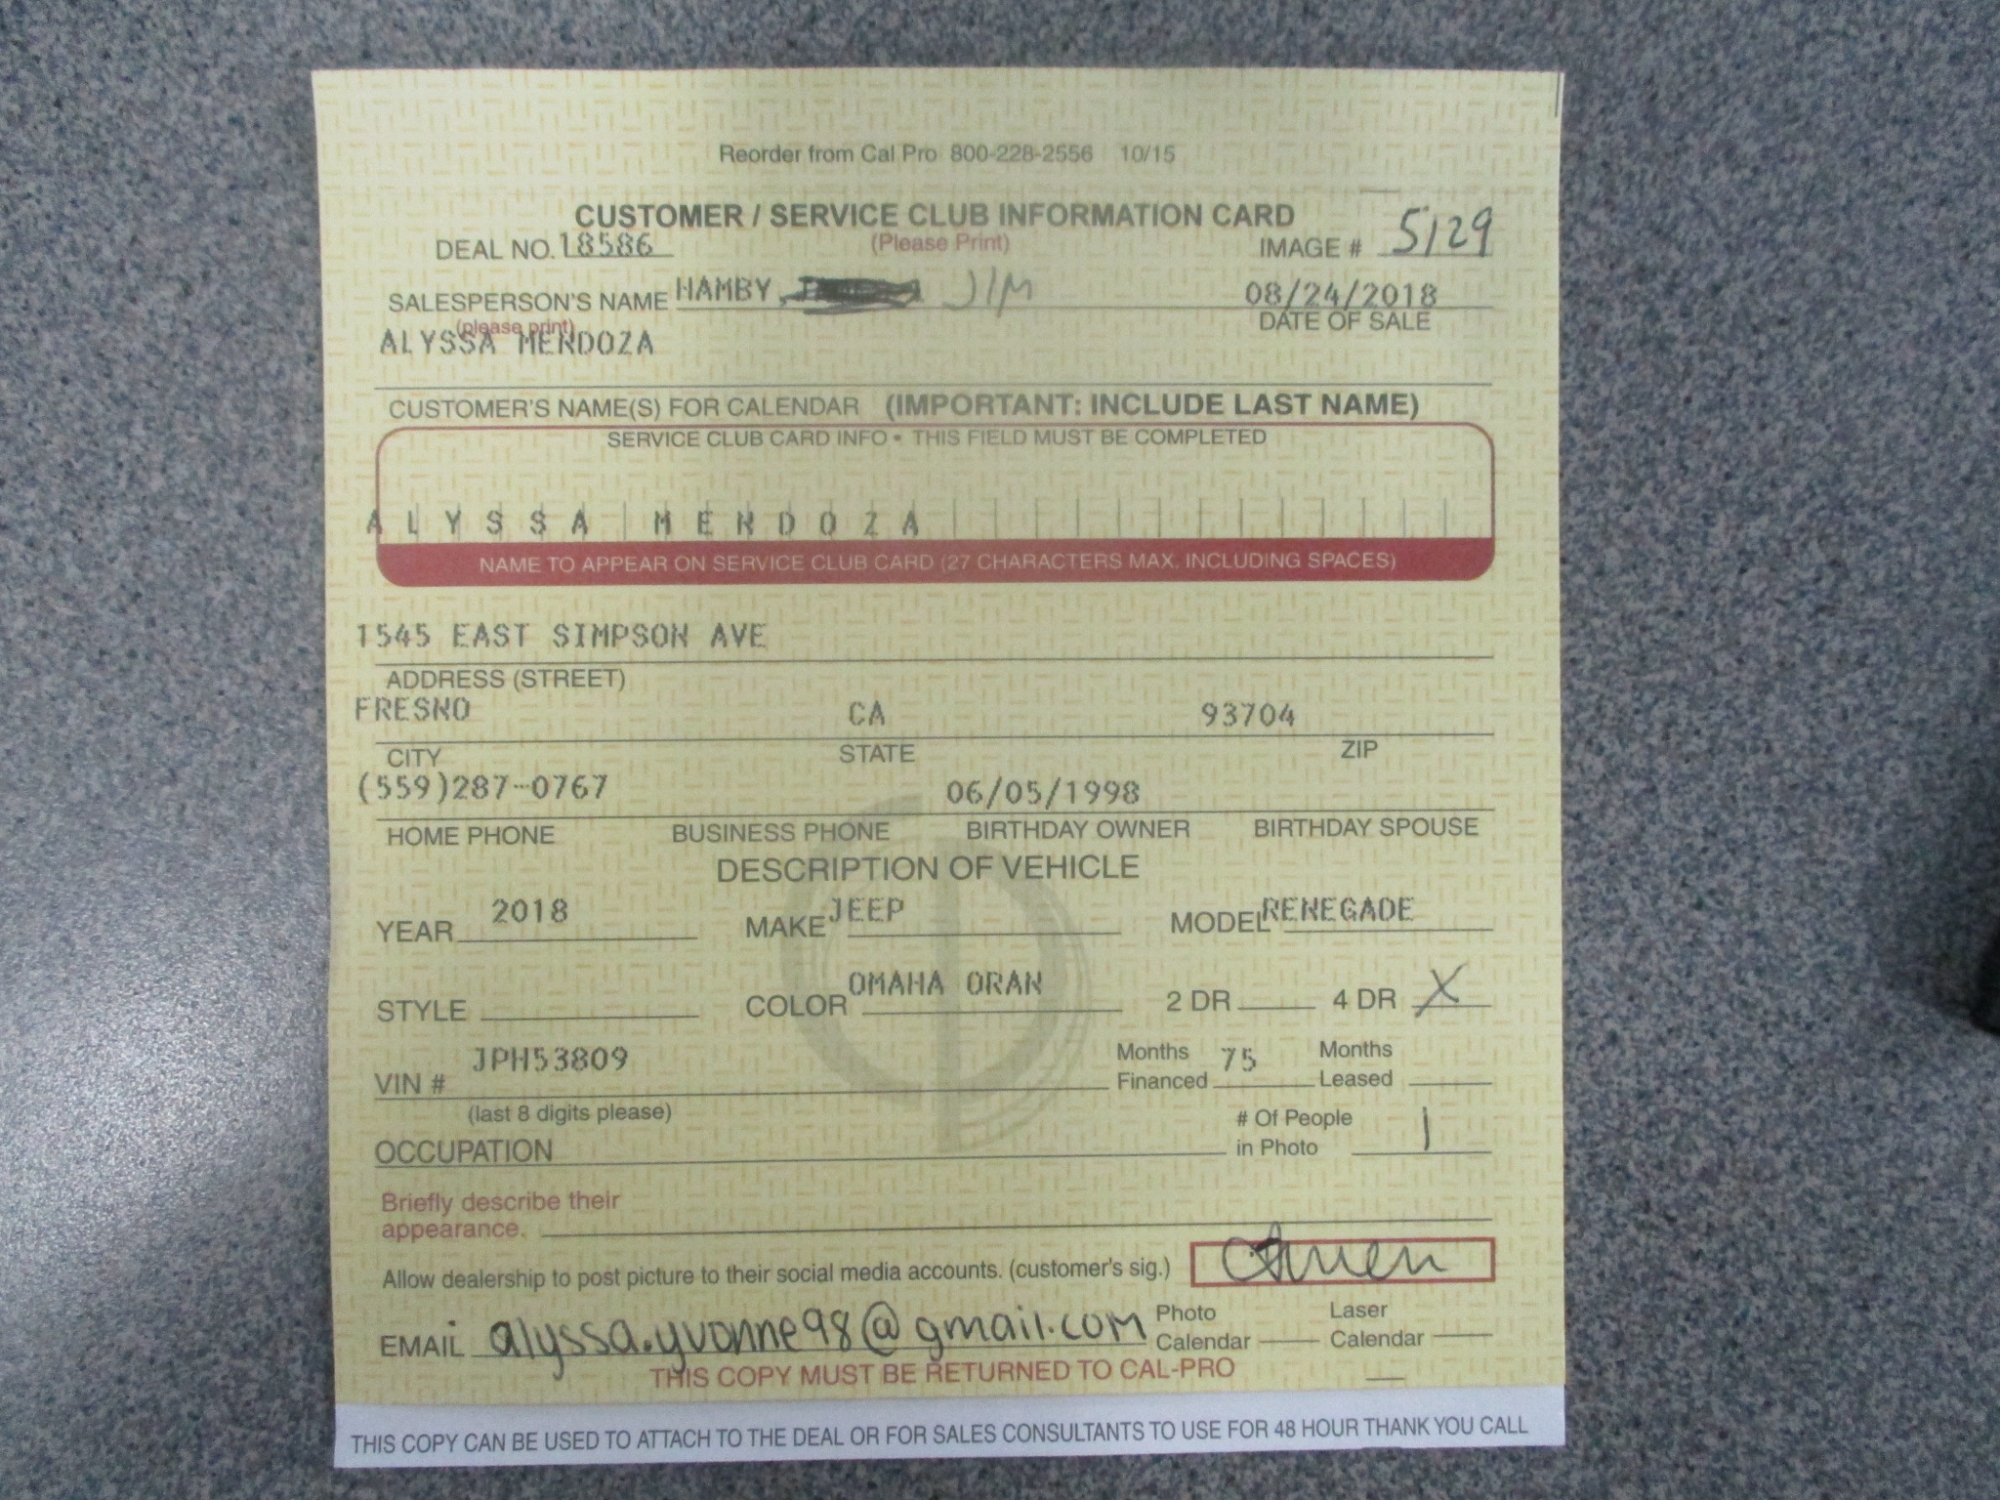 Reorder from Cal Pro 800-228-2556 10/15
CUSTOMER / SERVICE CLUB INFORMATION CARD
DEAL NO. 18586 (Please Print) IMAGE # 5129
SALESPERSON'S NAME HAMBY, JIM 08/24/2018
(please print) DATE OF SALE
ALYSSA MENDOZA
CUSTOMER'S NAME(S) FOR CALENDAR (IMPORTANT: INCLUDE LAST NAME)
SERVICE CLUB CARD INFO • THIS FIELD MUST BE COMPLETED
ALYSSA MENDOZA
NAME TO APPEAR ON SERVICE CLUB CARD (27 CHARACTERS MAX. INCLUDING SPACES)
1545 EAST SIMPSON AVE
ADDRESS (STREET)
FRESNO CA 93704
CITY STATE ZIP
(559)287-0767 06/05/1998
HOME PHONE BUSINESS PHONE BIRTHDAY OWNER BIRTHDAY SPOUSE
DESCRIPTION OF VEHICLE
YEAR 2018 MAKE JEEP MODEL RENEGADE
STYLE COLOR OMAHA ORAN 2 DR 4 DR X
VIN # JPH53809 Months Financed 75 Months Leased
(last 8 digits please)
OCCUPATION # Of People in Photo 1
Briefly describe their
appearance.
Allow dealership to post picture to their social media accounts. (customer's sig.)
EMAIL alyssa.yvonne98@gmail.com Photo Calendar Laser Calendar
THIS COPY MUST BE RETURNED TO CAL-PRO
THIS COPY CAN BE USED TO ATTACH TO THE DEAL OR FOR SALES CONSULTANTS TO USE FOR 48 HOUR THANK YOU CALL